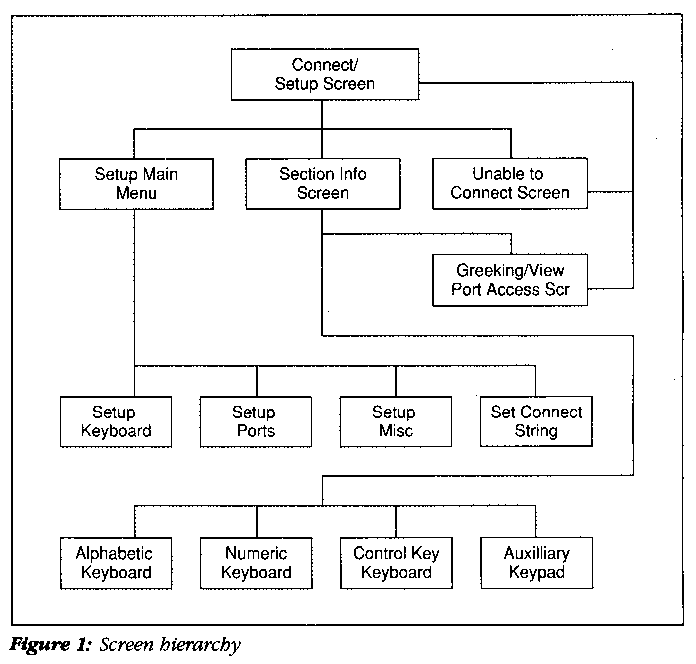 Connect/
Setup Screen
Setup Main
Menu
Section Info
Screen
Unable to
Connect Screen
Greeking/View
Port Access Scr
Setup
Keyboard
Setup
Ports
Setup
Misc
Set Connect
String
Alphabetic
Keyboard
Numeric
Keyboard
Control Key
Keyboard
Auxilliary
Keypad
Figure 1: Screen hierarchy